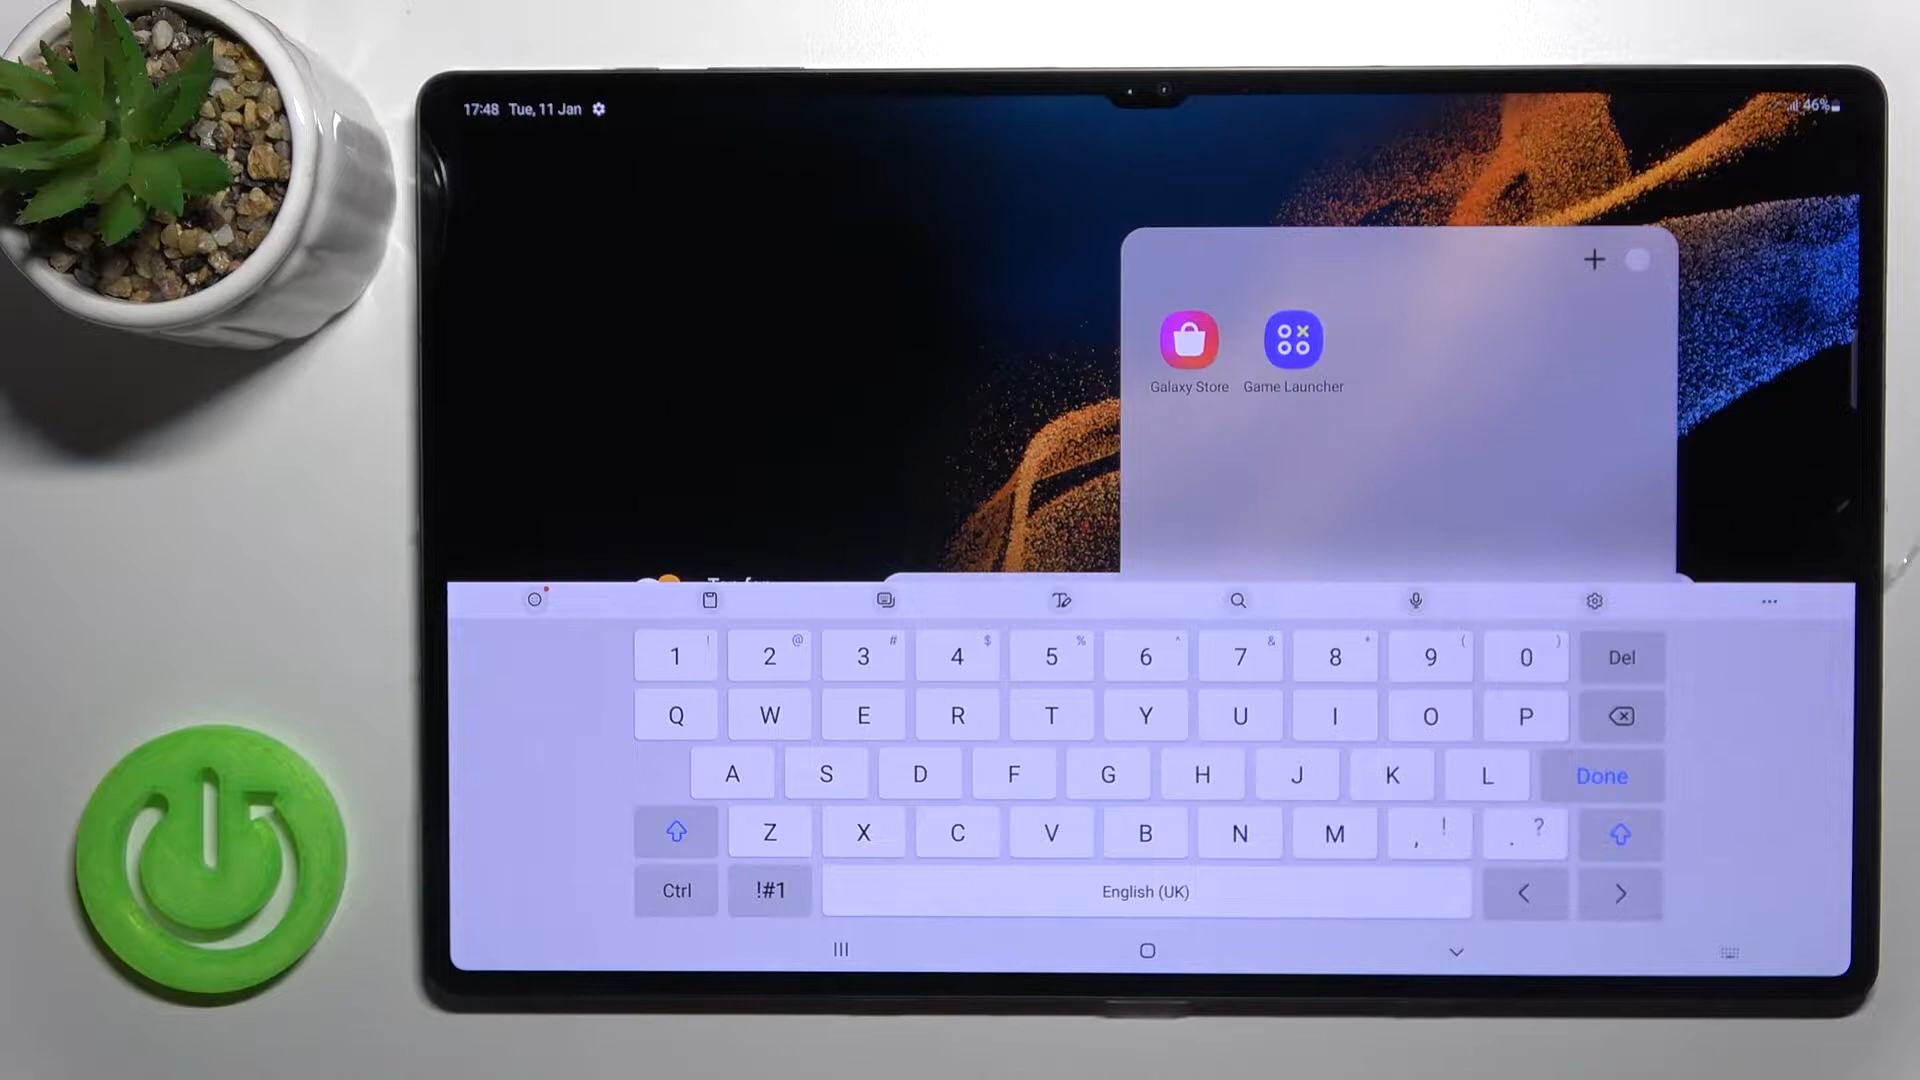 17:48 Tue, 11 Jan
46%
Galaxy Store Game Launcher
! @ # $ % ^ & * ( )
1 2 3 4 5 6 7 8 9 0 Del
Q W E R T Y U I O P
A S D F G H J K L Done
Z X C V B N M , ! . ?
Ctrl !#1 English (UK) < >